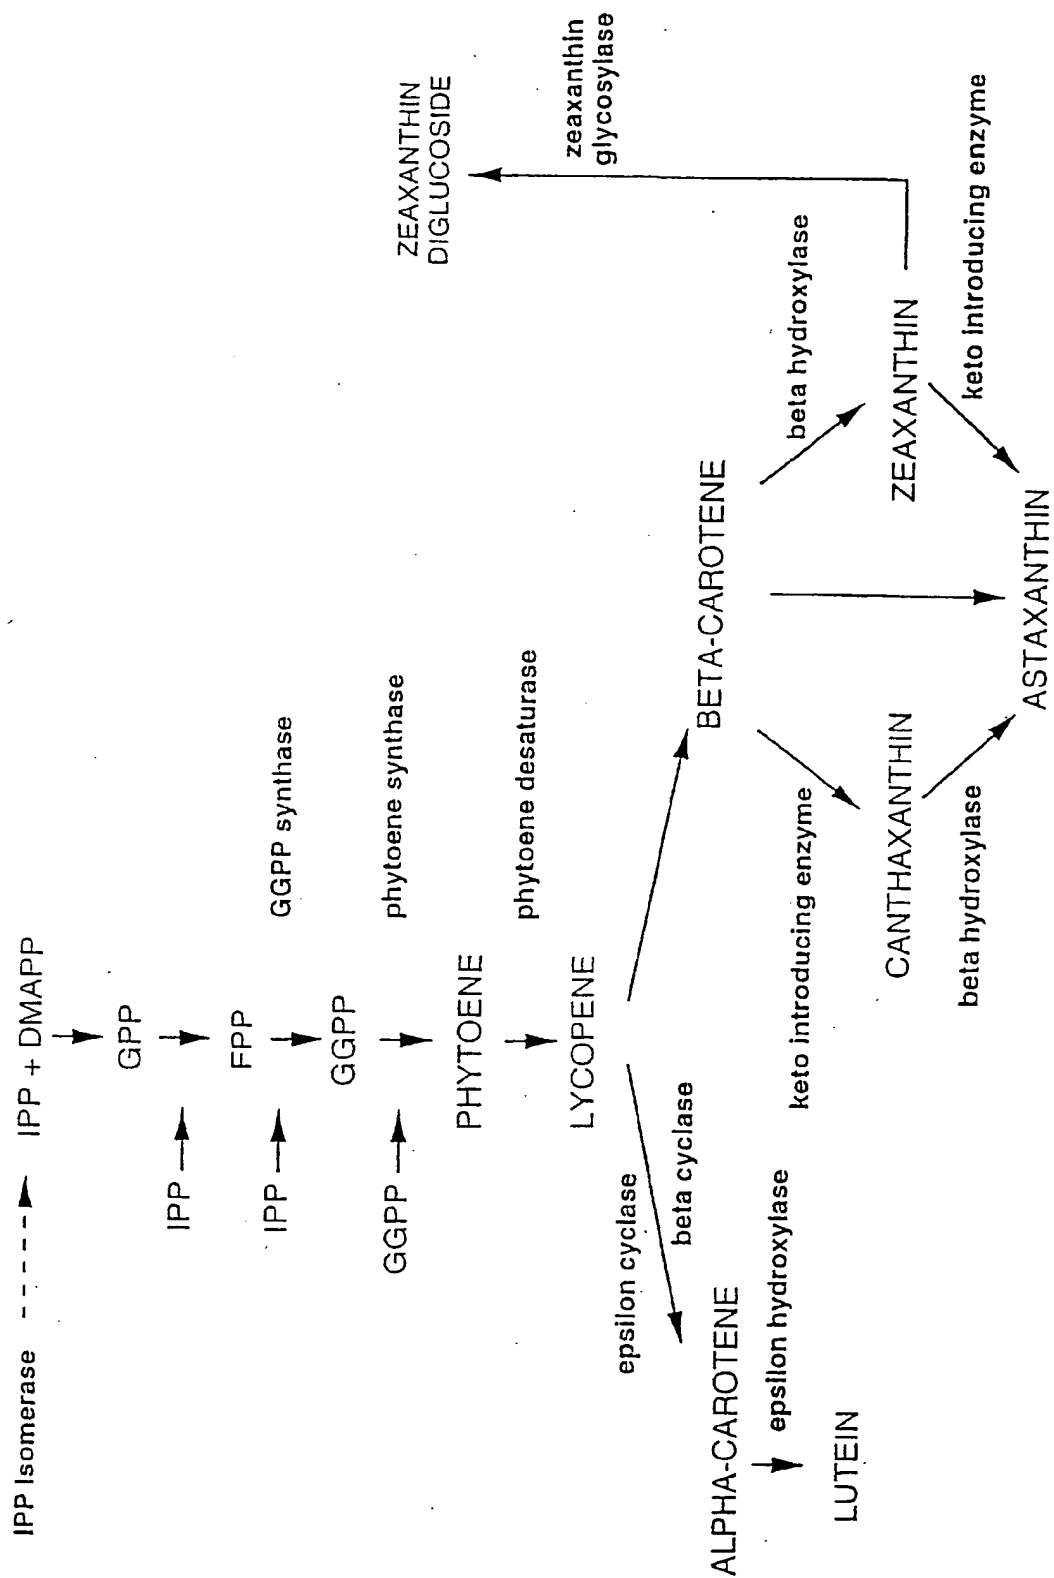 IPP Isomerase
IPP + DMAPP
GPP
IPP
FPP
IPP
GGPP synthase
GGPP
GGPP
phytoene synthase
PHYTOENE
phytoene desaturase
LYCOPENE
epsilon cyclase
beta cyclase
ALPHA-CAROTENE
BETA-CAROTENE
epsilon hydroxylase
keto introducing enzyme
beta hydroxylase
LUTEIN
CANTHAXANTHIN
ZEAXANTHIN
beta hydroxylase
keto introducing enzyme
ASTAXANTHIN
ZEAXANTHIN
DIGLUCOSIDE
zeaxanthin
glycosylase